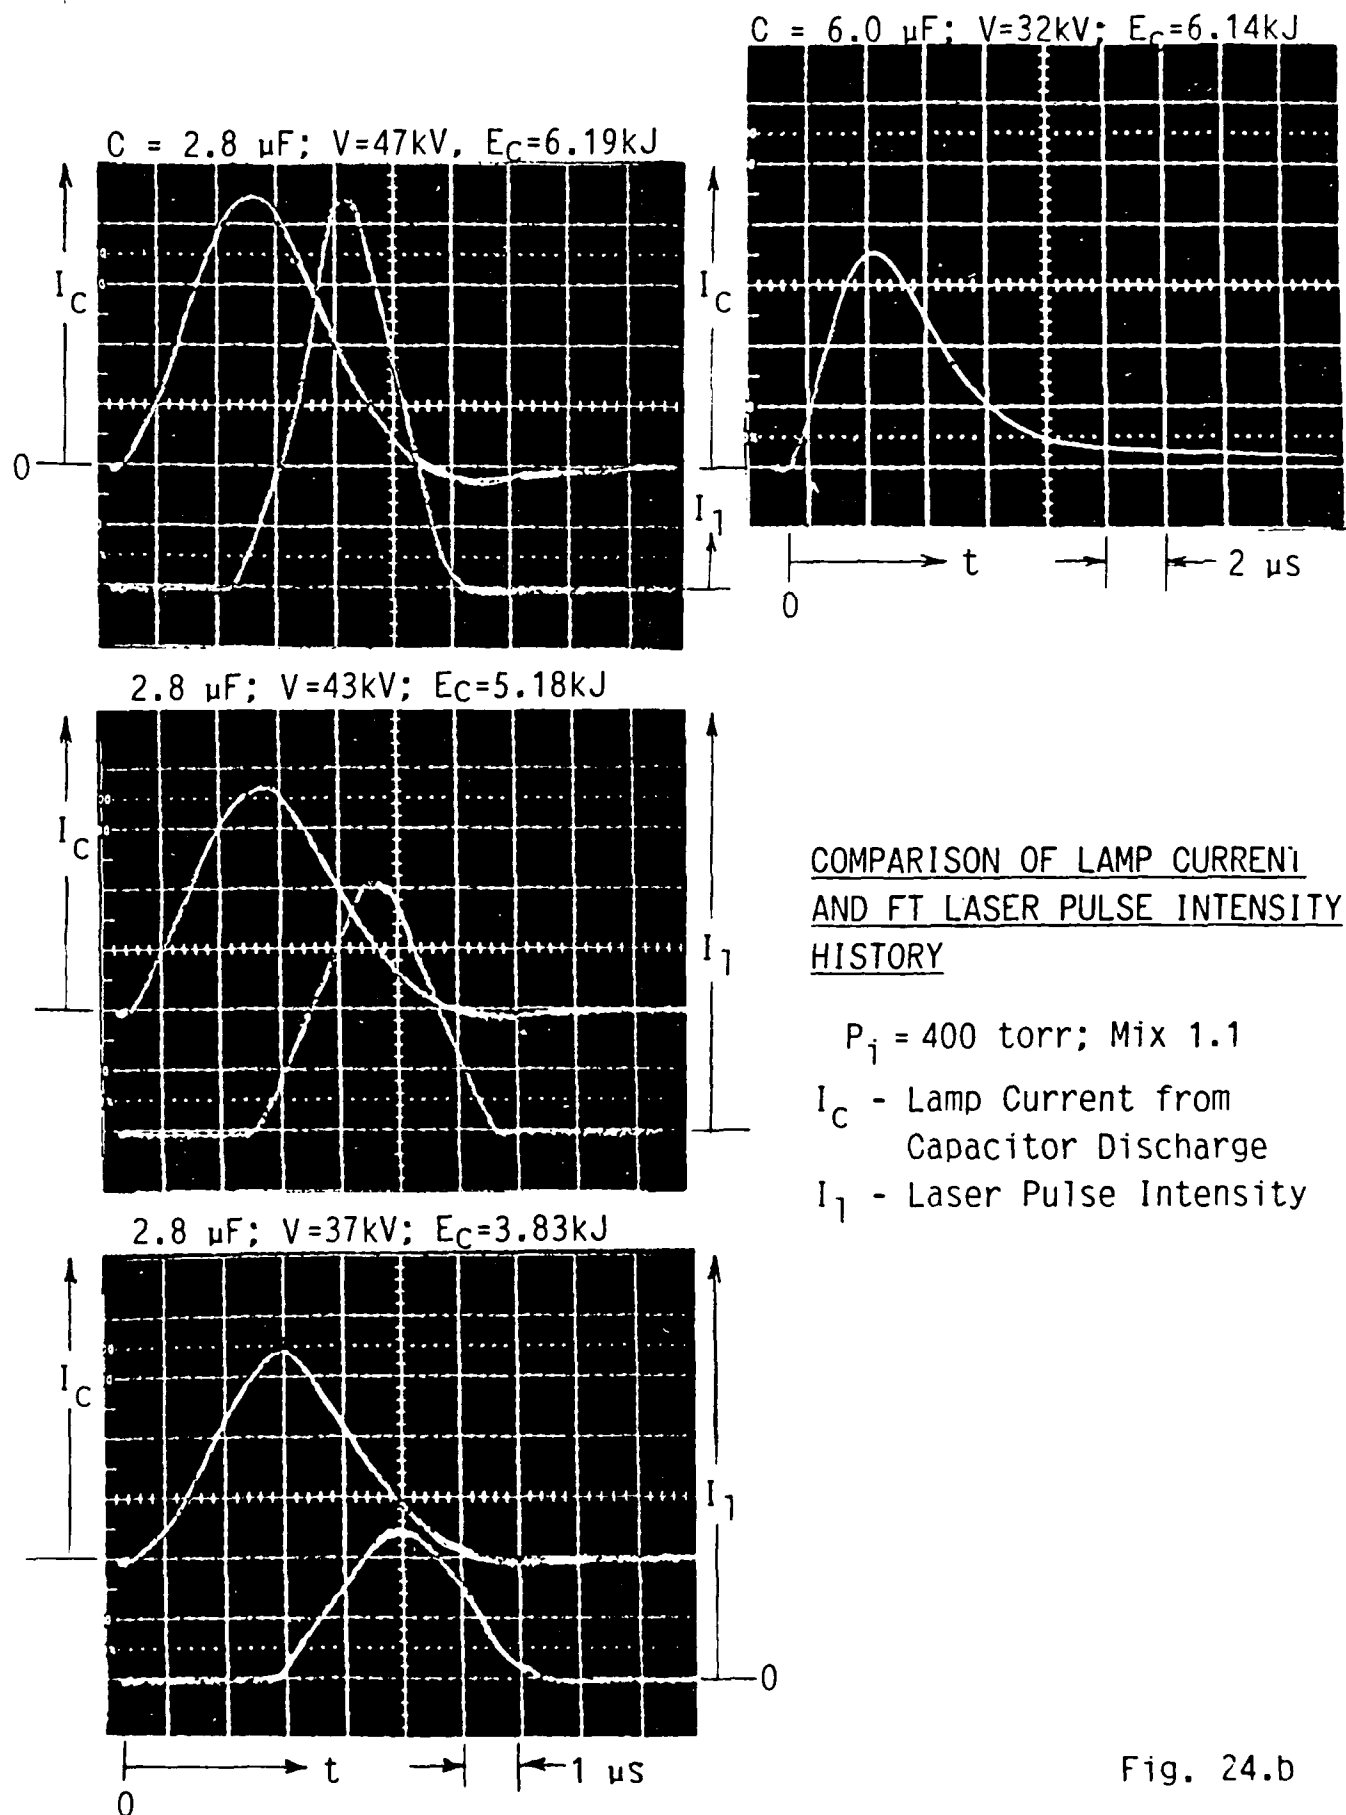 C = 6.0 µF; V=32kV; EC=6.14kJ
C = 2.8 µF; V=47kV, EC=6.19kJ
IC
IC
0
I1
t
2 µS
0
2.8 µF; V=43kV; EC=5.18kJ
IC
I1
COMPARISON OF LAMP CURRENT
AND FT LASER PULSE INTENSITY
HISTORY
Pi = 400 torr; Mix 1.1
IC - Lamp Current from
Capacitor Discharge
I1 - Laser Pulse Intensity
2.8 µF; V=37kV; EC=3.83kJ
IC
I1
0
t
1 µS
0
Fig. 24.b